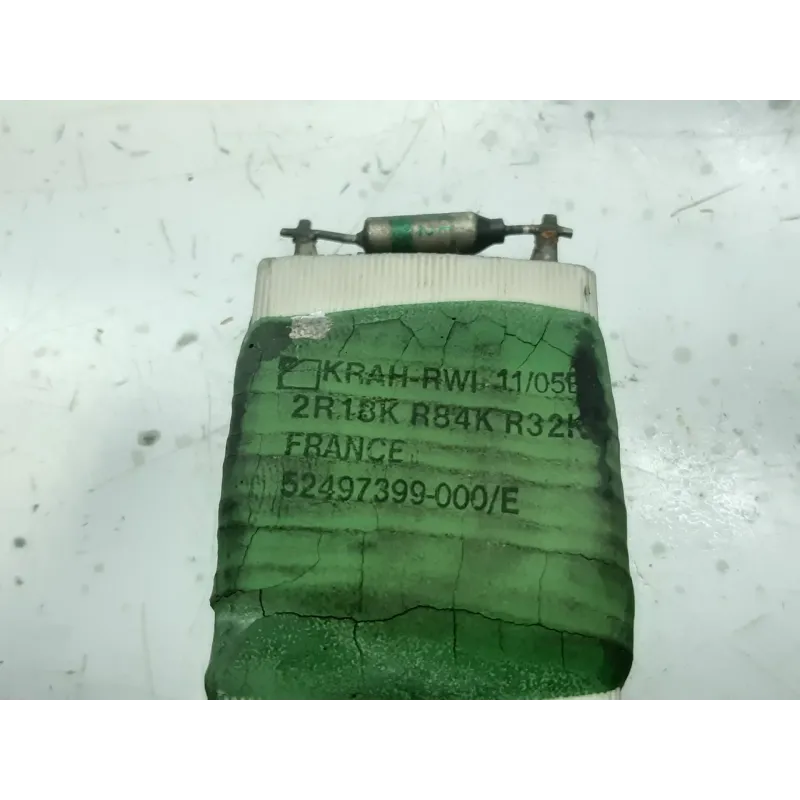 KRAH-RWI 11/05
2R18K R84K R32K
FRANCE
52497399-000/E